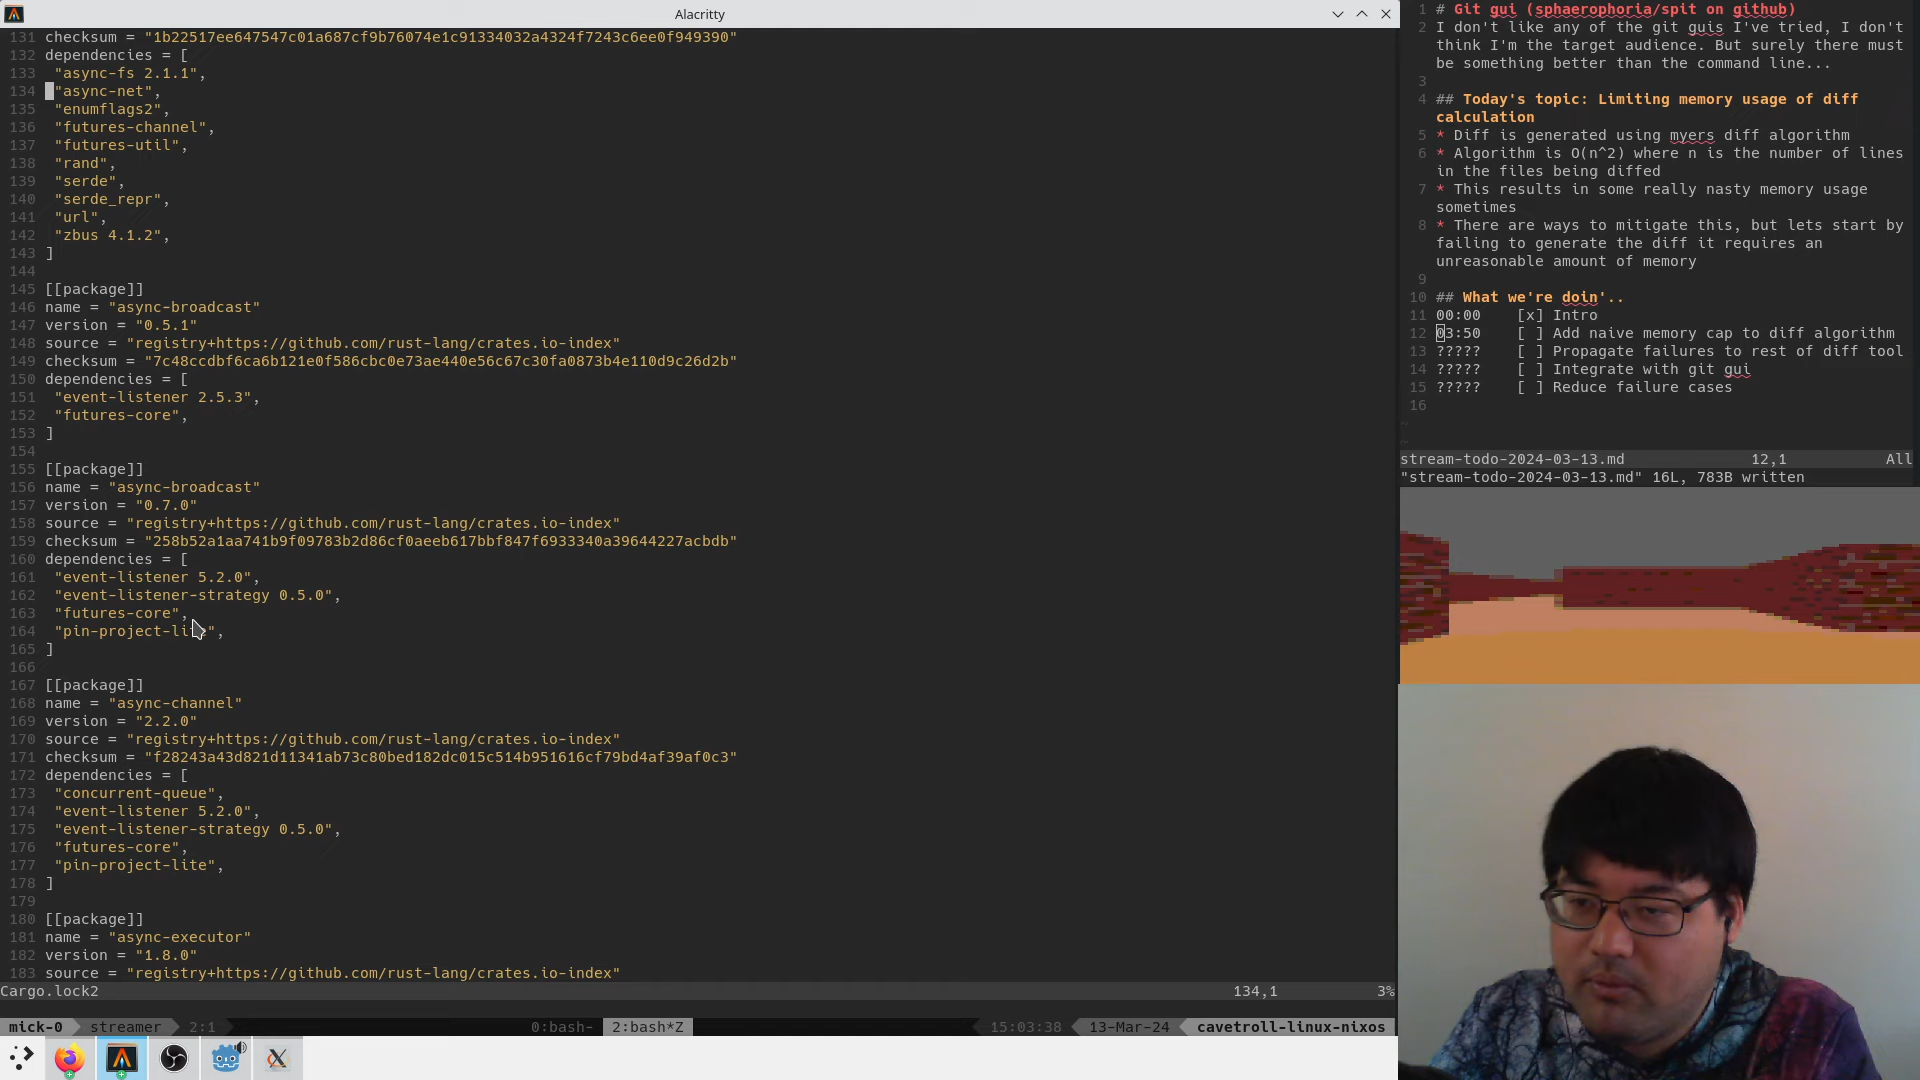 Alacritty
131 checksum = "1b22517ee647547c01a687cf9b76074e1c91334032a4324f7243c6ee0f949390"
132 dependencies = [
133 "async-fs 2.1.1",
134 "async-net",
135 "enumflags2",
136 "futures-channel",
137 "futures-util",
138 "rand",
139 "serde",
140 "serde_repr",
141 "url",
142 "zbus 4.1.2",
143 ]
144
145 [[package]]
146 name = "async-broadcast"
147 version = "0.5.1"
148 source = "registry+https://github.com/rust-lang/crates.io-index"
149 checksum = "7c48ccdbf6ca6b121e0f586cbc0e73ae440e56c67c30fa0873b4e110d9c26d2b"
150 dependencies = [
151 "event-listener 2.5.3",
152 "futures-core",
153 ]
154
155 [[package]]
156 name = "async-broadcast"
157 version = "0.7.0"
158 source = "registry+https://github.com/rust-lang/crates.io-index"
159 checksum = "258b52a1aa741b9f09783b2d86cf0aeeb617bbf847f6933340a39644227acbdb"
160 dependencies = [
161 "event-listener 5.2.0",
162 "event-listener-strategy 0.5.0",
163 "futures-core",
164 "pin-project-lite",
165 ]
166
167 [[package]]
168 name = "async-channel"
169 version = "2.2.0"
170 source = "registry+https://github.com/rust-lang/crates.io-index"
171 checksum = "f28243a43d821d11341ab73c80bed182dc015c514b951616cf79bd4af39af0c3"
172 dependencies = [
173 "concurrent-queue",
174 "event-listener 5.2.0",
175 "event-listener-strategy 0.5.0",
176 "futures-core",
177 "pin-project-lite",
178 ]
179
180 [[package]]
181 name = "async-executor"
182 version = "1.8.0"
183 source = "registry+https://github.com/rust-lang/crates.io-index"
Cargo.lock2 134,1 3%
mick-0 streamer 2:1 0:bash- 2:bash*Z 15:03:38 13-Mar-24 cavetroll-linux-nixos
1 # Git gui (sphaerophoria/spit on github)
2 I don't like any of the git guis I've tried, I don't
think I'm the target audience. But surely there must
be something better than the command line...
3
4 ## Today's topic: Limiting memory usage of diff
calculation
5 * Diff is generated using myers diff algorithm
6 * Algorithm is O(n^2) where n is the number of lines
in the files being diffed
7 * This results in some really nasty memory usage
sometimes
8 * There are ways to mitigate this, but lets start by
failing to generate the diff it requires an
unreasonable amount of memory
9
10 ## What we're doin'..
11 00:00 [x] Intro
12 03:50 [ ] Add naive memory cap to diff algorithm
13 ????? [ ] Propagate failures to rest of diff tool
14 ????? [ ] Integrate with git gui
15 ????? [ ] Reduce failure cases
16
~
~
stream-todo-2024-03-13.md 12,1 All
"stream-todo-2024-03-13.md" 16L, 783B written